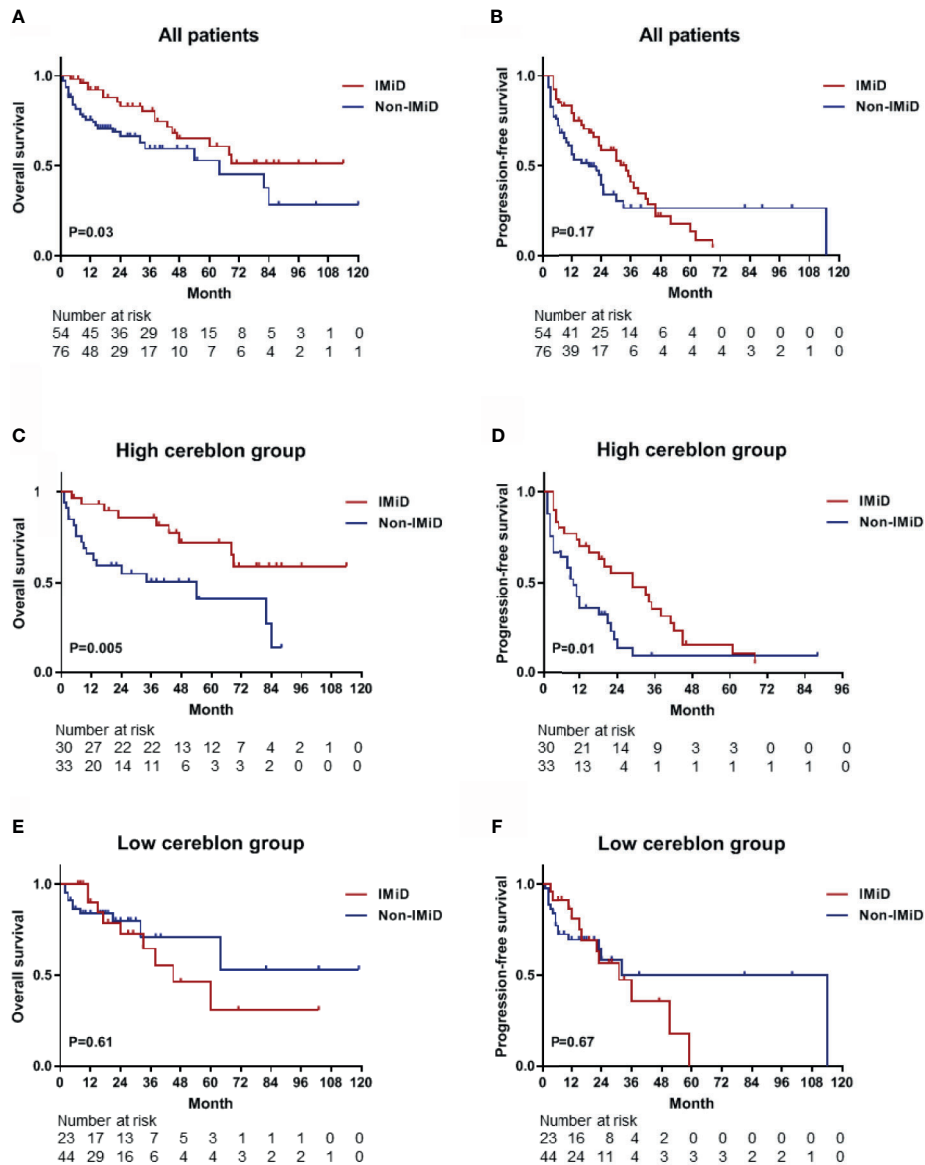 A
All patients
Overall survival
1.0
0.5
0.0
IMiD
Non-IMiD
P=0.03
0 12 24 36 48 60 72 84 96 108 120
Month
Number at risk
54 45 36 29 18 15 8 5 3 1 0
76 48 29 17 10 7 6 4 2 1 1
B
All patients
Progression-free survival
1.0
0.5
0.0
IMiD
Non-IMiD
P=0.17
0 12 24 36 48 60 72 84 96 108 120
Month
Number at risk
54 41 25 14 6 4 0 0 0 0 0
76 39 17 6 4 4 4 3 2 1 0
C
High cereblon group
Overall survival
1
0.5
0.0
IMiD
Non-IMiD
P=0.005
0 12 24 36 48 60 72 84 96 108 120
Month
Number at risk
30 27 22 22 13 12 7 4 2 1 0
33 20 14 11 6 3 3 2 0 0 0
D
High cereblon group
Progression-free survival
1.0
0.5
0.0
IMiD
Non-IMiD
P=0.01
0 12 24 36 48 60 72 84 96
Month
Number at risk
30 21 14 9 3 3 0 0 0
33 13 4 1 1 1 1 1 0
E
Low cereblon group
Overall survival
1.0
0.5
0.0
IMiD
Non-IMiD
P=0.61
0 12 24 36 48 60 72 84 96 108 120
Month
Number at risk
23 17 13 7 5 3 1 1 1 0 0
44 29 16 6 4 4 3 2 2 1 0
F
Low cereblon group
Progression-free survival
1.0
0.5
0.0
IMiD
Non-IMiD
P=0.67
0 12 24 36 48 60 72 84 96 108 120
Month
Number at risk
23 16 8 4 2 0 0 0 0 0 0
44 24 11 4 3 3 3 2 2 1 0